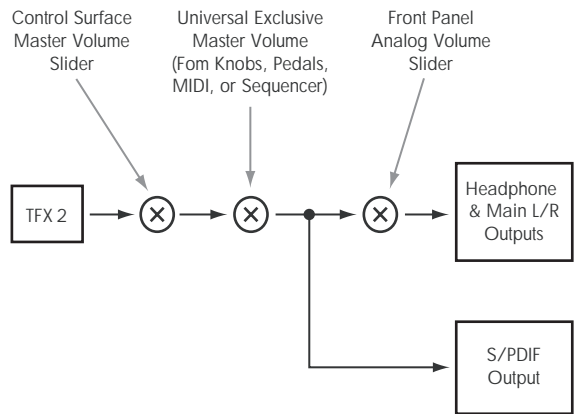 Control Surface
Master Volume
Slider
Universal Exclusive
Master Volume
(Fom Knobs, Pedals,
MIDI, or Sequencer)
Front Panel
Analog Volume
Slider
TFX 2
Headphone
& Main L/R
Outputs
S/PDIF
Output